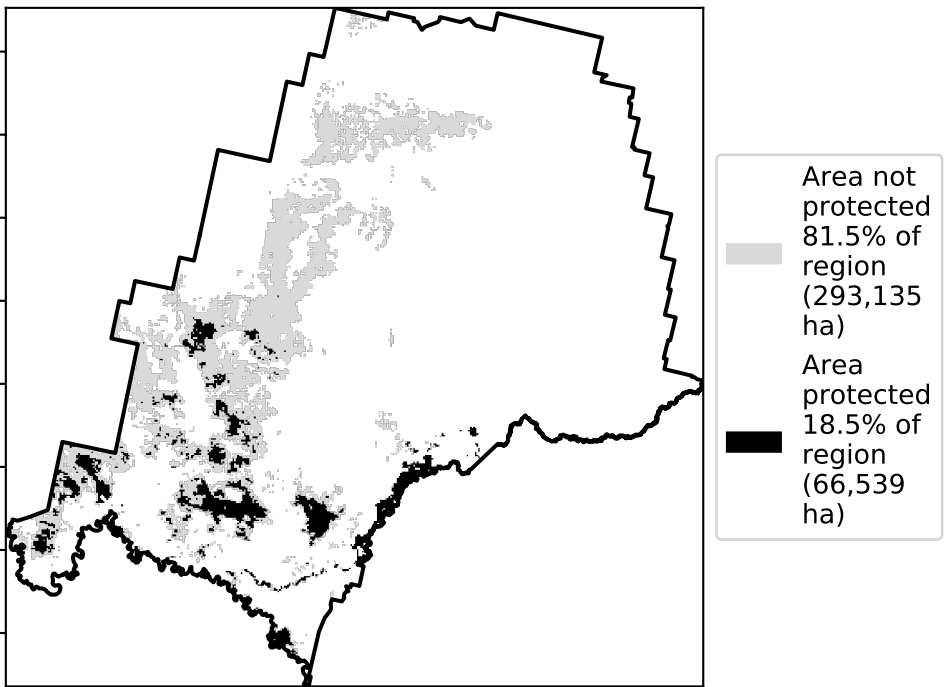 Area not
protected
81.5% of
region
(293,135
ha)
Area
protected
18.5% of
region
(66,539
ha)